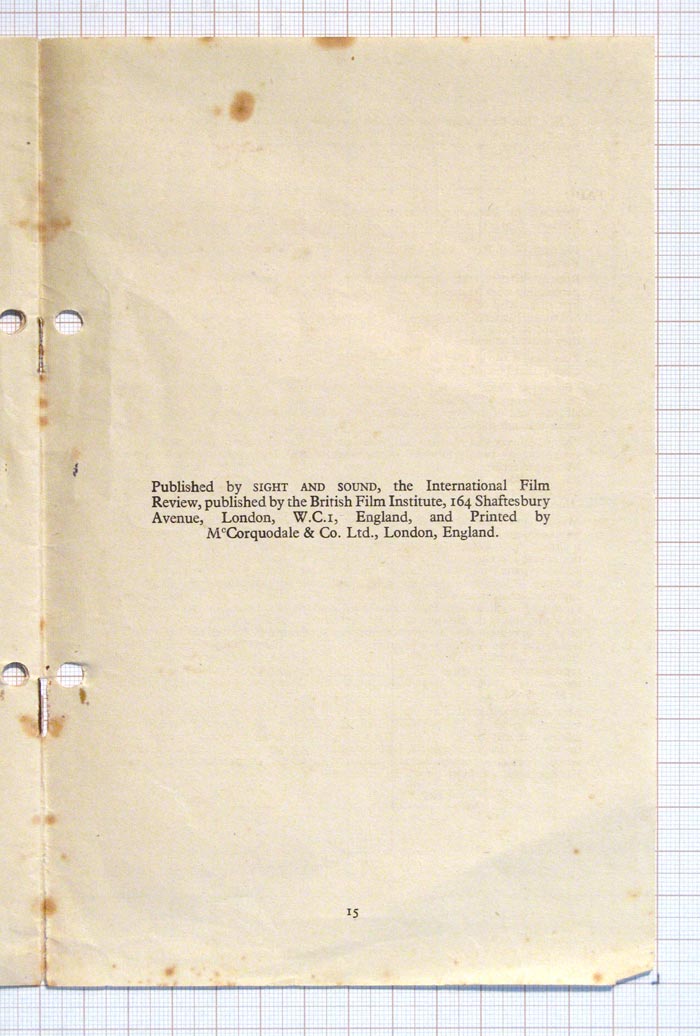 Published by SIGHT AND SOUND, the International Film
Review, published by the British Film Institute, 164 Shaftesbury
Avenue, London, W.C.1, England, and Printed by
McCorquodale & Co. Ltd., London, England.
15